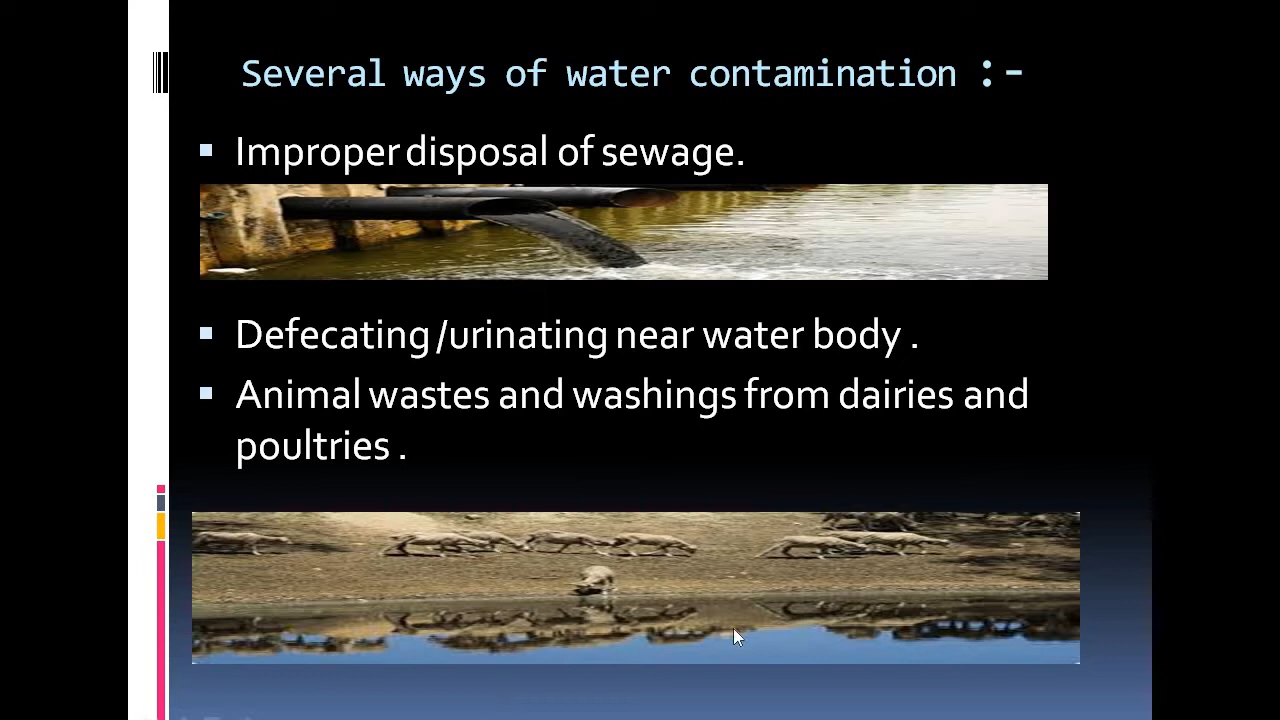 Several ways of water contamination :-
Improper disposal of sewage.
Defecating /urinating near water body .
Animal wastes and washings from dairies and
poultries .